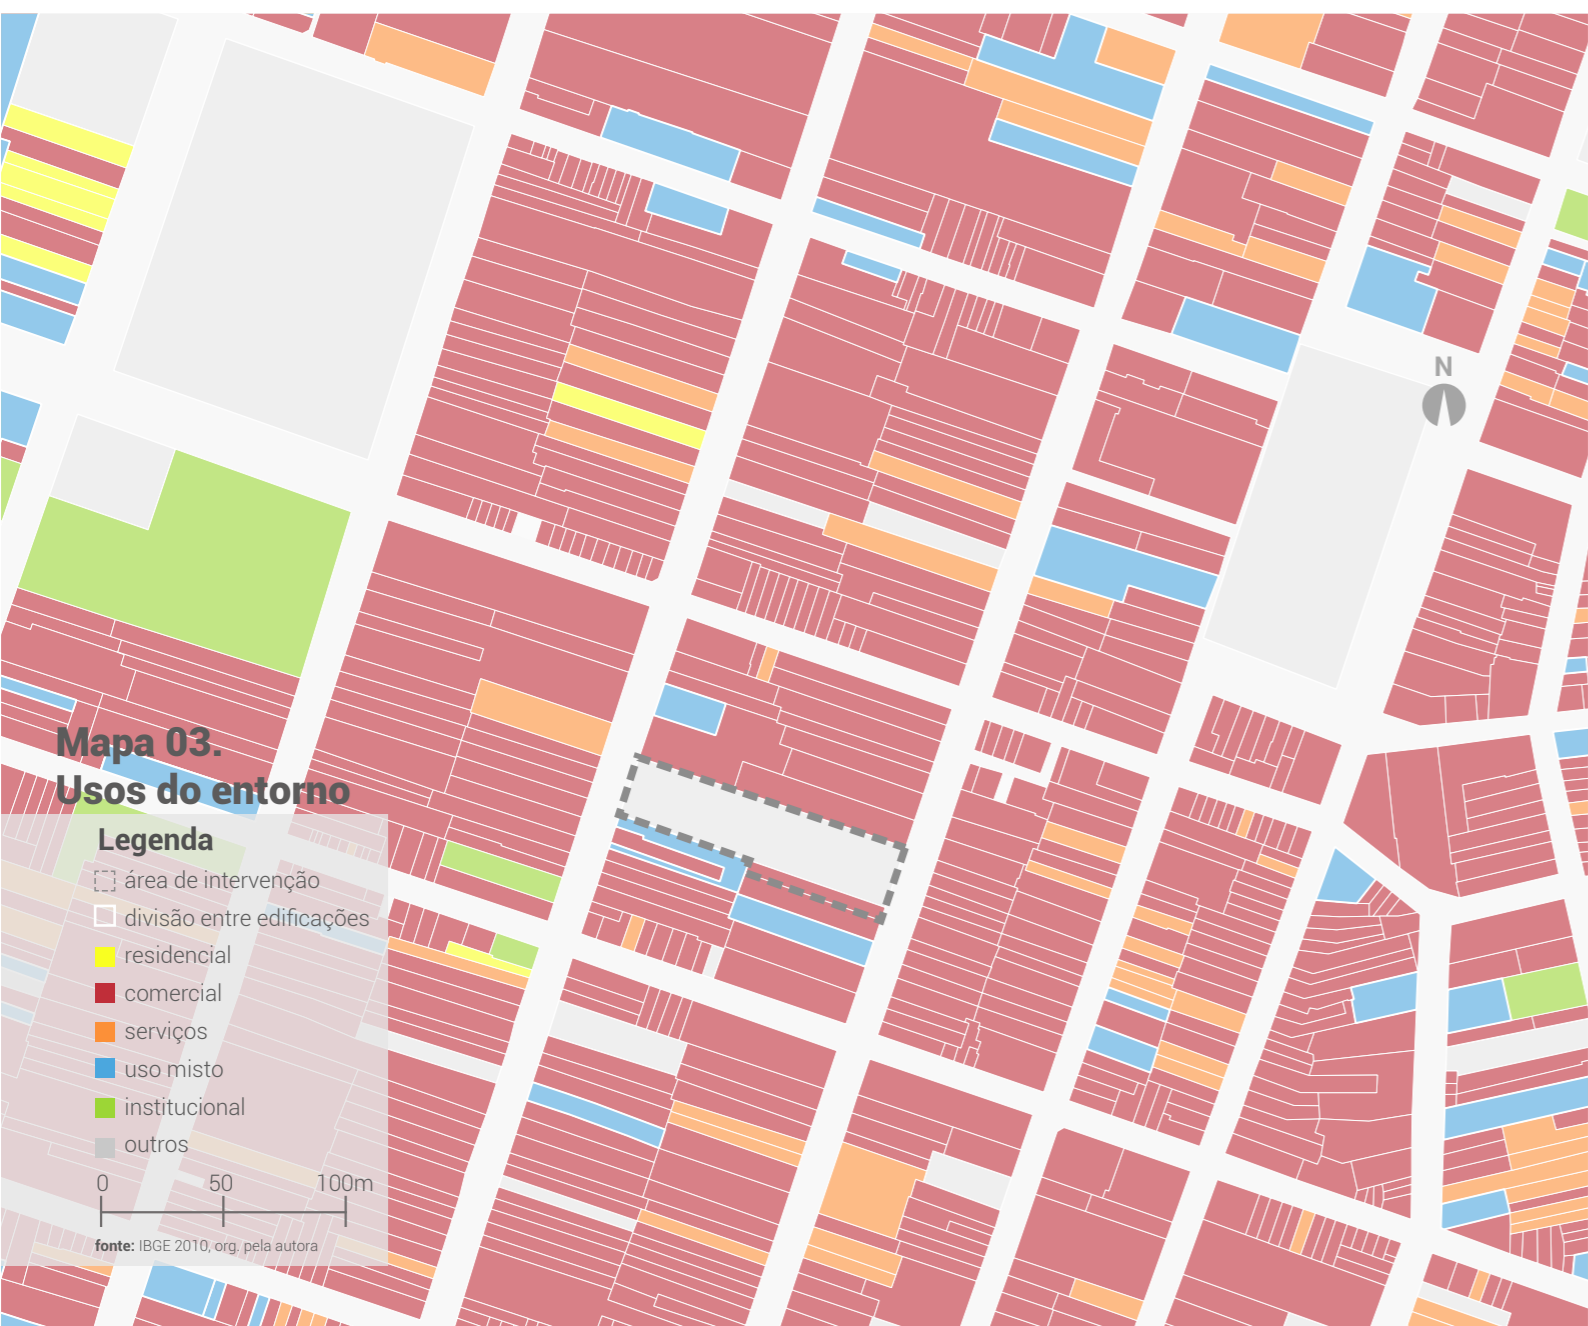 N
Mapa 03.
Usos do entorno
Legenda
área de intervenção
divisão entre edificações
residencial
comercial
serviços
uso misto
institucional
outros
0 50 100m
fonte: IBGE 2010, org. pela autora